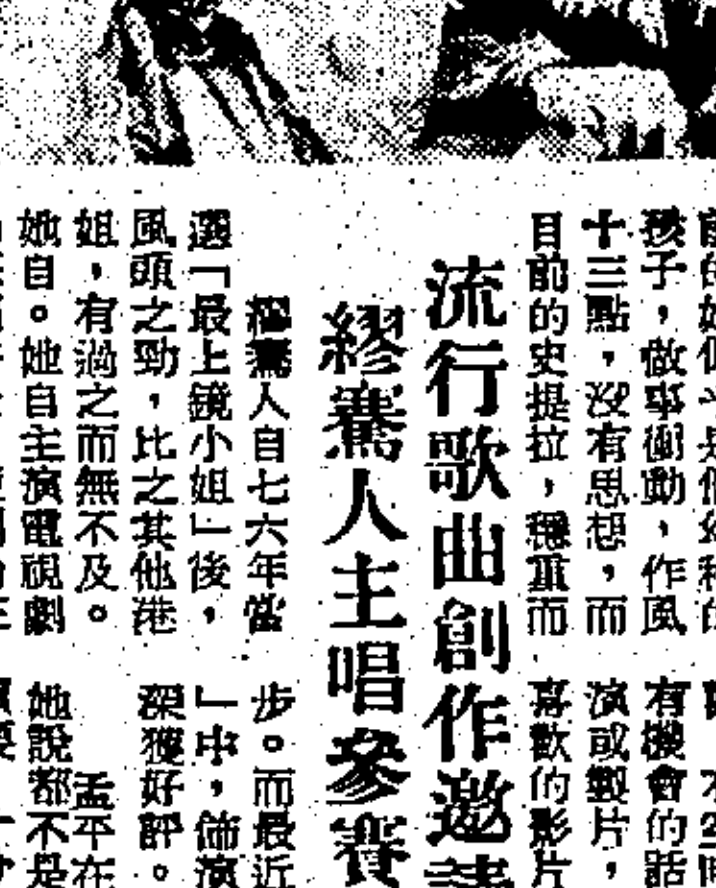 孩子，做事衝動，作風
十三點，沒有思想，而
目前的史提拉，穩重而
流行歌曲創作邀請
繆騫人主唱參賽
繆騫人自七六年當
選「最上鏡小姐」後，
風頭之勁，比之其他港
姐，有過之而無不及。
她自。她自主演電視劇
有機會的話
演或製片，
喜歡的影片
步。而最近
」中，飾演
深獲好評。
孟平在
她說都不是